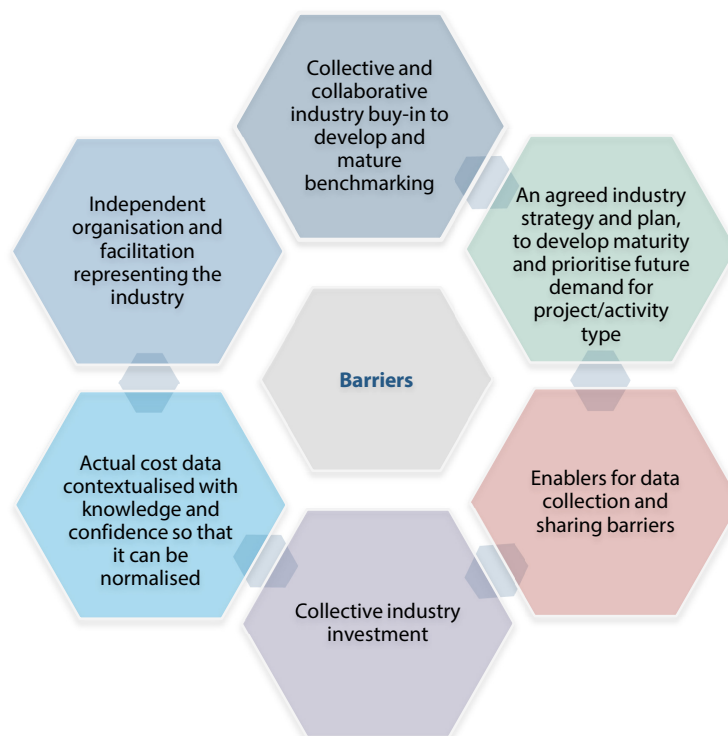 Collective and
collaborative
industry buy-in to
develop and
mature
benchmarking
An agreed industry
strategy and plan,
to develop maturity
and prioritise future
demand for
project/activity
type
Enablers for data
collection and
sharing barriers
Collective industry
investment
Actual cost data
contextualised with
knowledge and
confidence so that
it can be
normalised
Independent
organisation and
facilitation
representing the
industry
Barriers